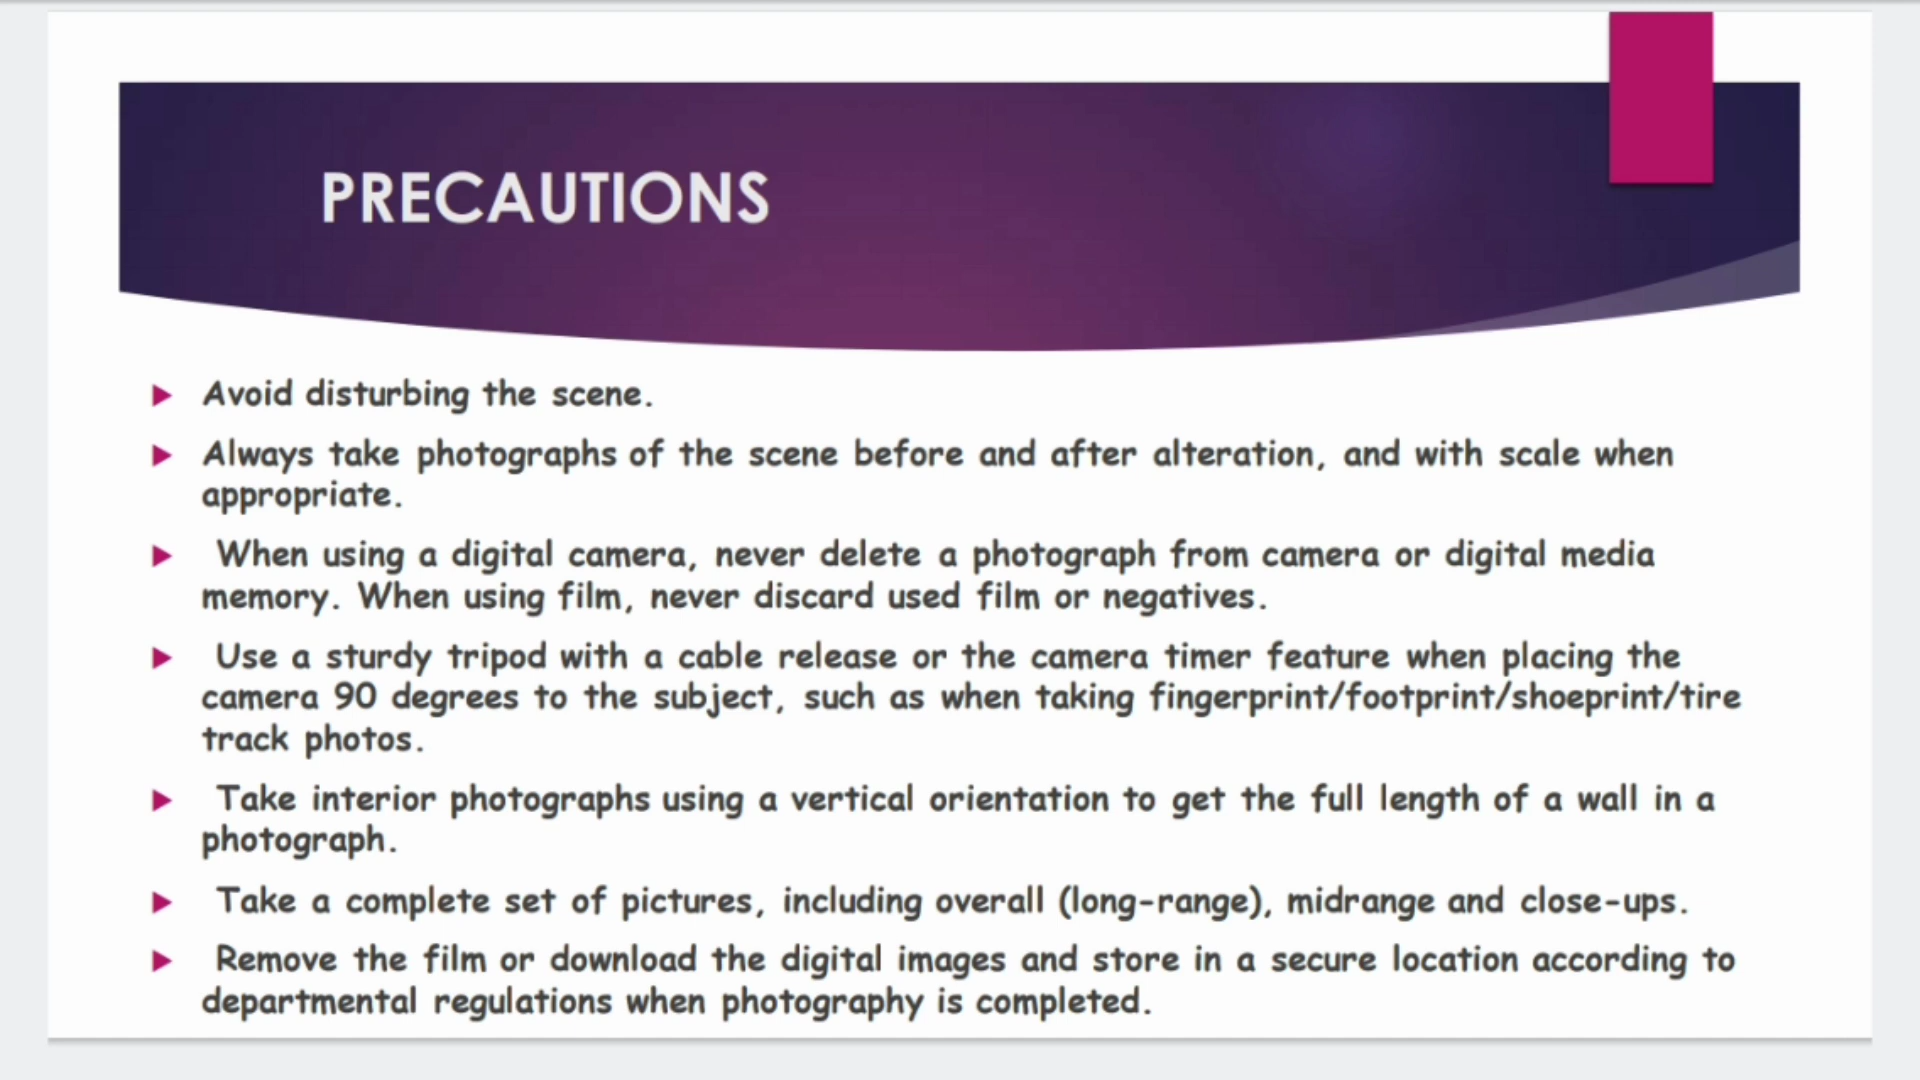 PRECAUTIONS
Avoid disturbing the scene.
Always take photographs of the scene before and after alteration, and with scale when
appropriate.
When using a digital camera, never delete a photograph from camera or digital media
memory. When using film, never discard used film or negatives.
Use a sturdy tripod with a cable release or the camera timer feature when placing the
camera 90 degrees to the subject, such as when taking fingerprint/footprint/shoeprint/tire
track photos.
Take interior photographs using a vertical orientation to get the full length of a wall in a
photograph.
Take a complete set of pictures, including overall (long-range), midrange and close-ups.
Remove the film or download the digital images and store in a secure location according to
departmental regulations when photography is completed.